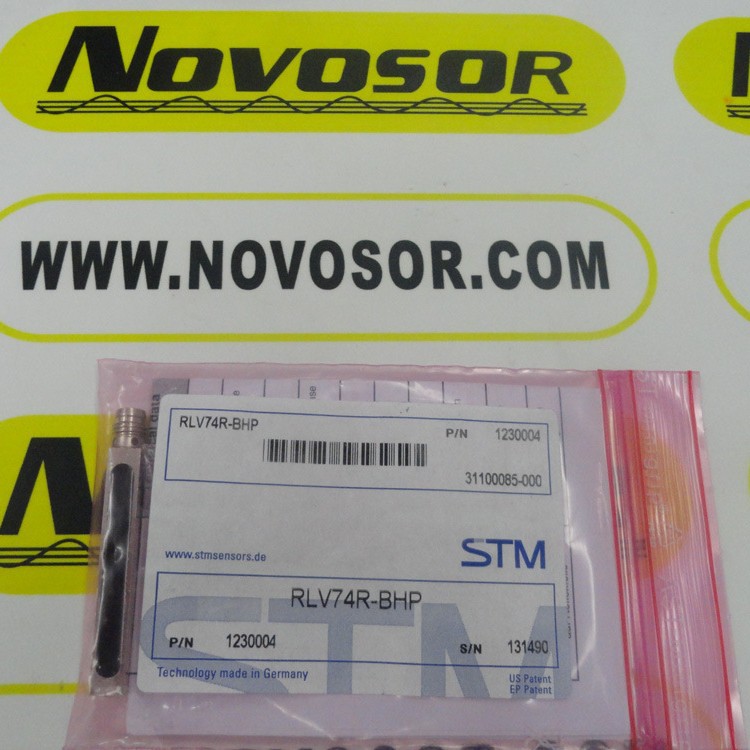 NOVOSOR
WWW.NOVOSOR.COM
RLV74R-BHP
P/N 1230004
31100085-000
www.stmsensors.de
STM
RLV74R-BHP
P/N 1230004
S/N 131490
STM
Technology made in Germany
US Patent
EP Patent